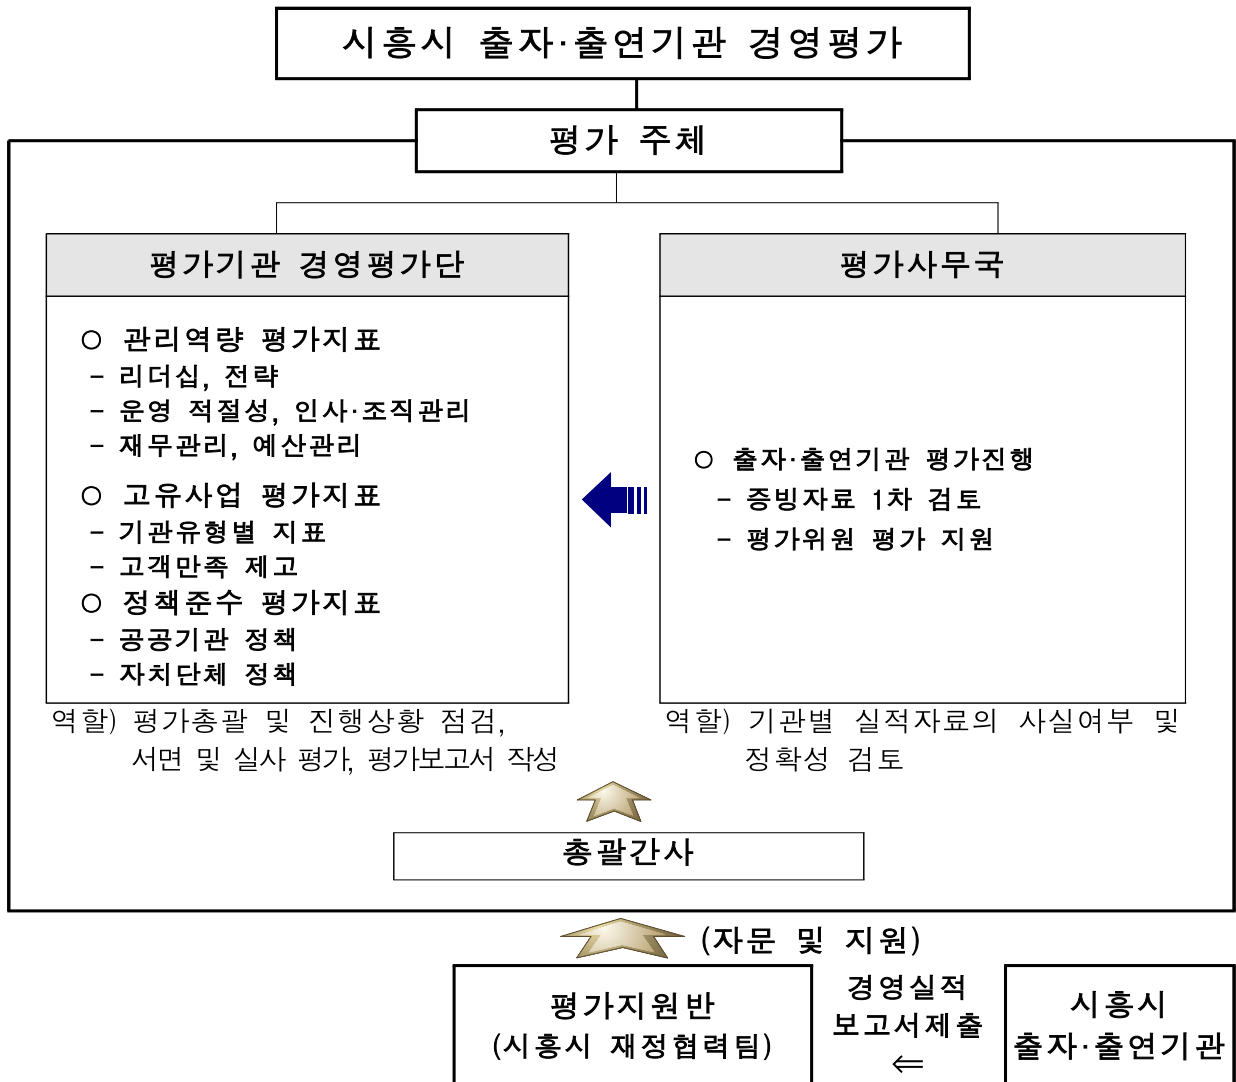 시흥시 출자·출연기관 경영평가
평가 주체
평가기관 경영평가단
○ 관리역량 평가지표
- 리더십, 전략
- 운영 적절성, 인사·조직관리
- 재무관리, 예산관리
○ 고유사업 평가지표
- 기관유형별 지표
- 고객만족 제고
○ 정책준수 평가지표
- 공공기관 정책
- 자치단체 정책
역할) 평가총괄 및 진행상황 점검,
서면 및 실사 평가, 평가보고서 작성
평가사무국
○ 출자·출연기관 평가진행
- 증빙자료 1차 검토
- 평가위원 평가 지원
역할) 기관별 실적자료의 사실여부 및
정확성 검토
총괄간사
(자문 및 지원)
평가지원반
(시흥시 재정협력팀)
경영실적
보고서제출
⇐
시흥시
출자·출연기관